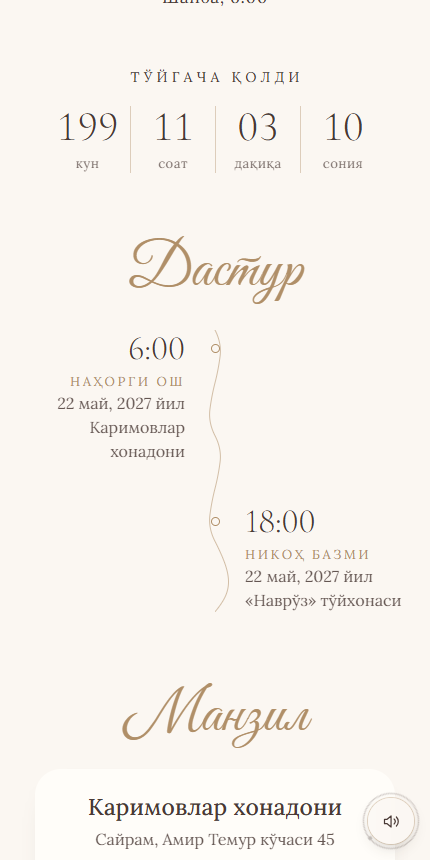 ТЎЙГАЧА ҚОЛДИ
199 11 03 10
кун соат дақиқа сония
Дастур
6:00
НАҲОРГИ ОШ
22 май, 2027 йил
Каримовлар
хонадони
18:00
НИКОҲ БАЗМИ
22 май, 2027 йил
«Наврўз» тўйхонаси
Манзил
Каримовлар хонадони
Сайрам, Амир Темур кўчаси 45